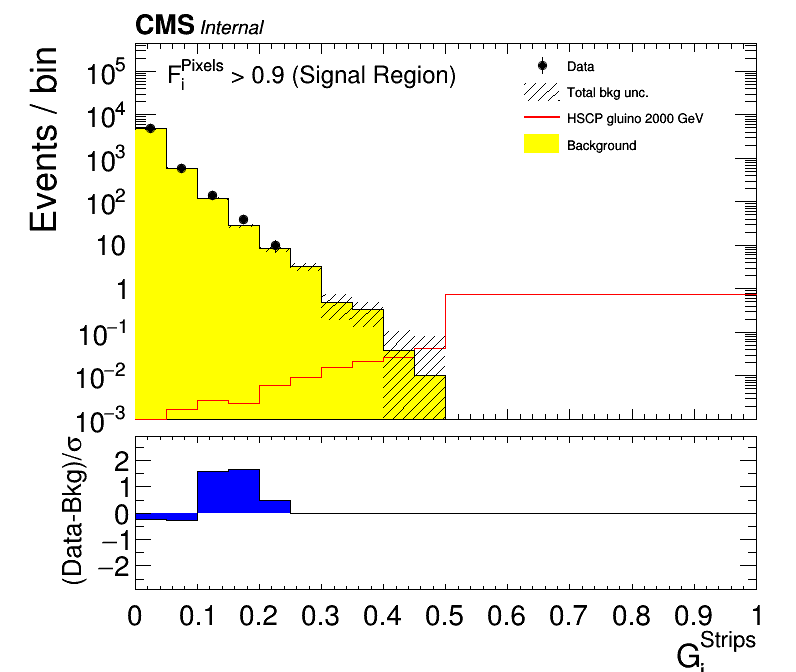 CMS Internal
F_i^Pixels > 0.9 (Signal Region)
Data
Total bkg unc.
HSCP gluino 2000 GeV
Background
Events / bin
10^5
10^4
10^3
10^2
10
1
10^−1
10^−2
10^−3
(Data-Bkg)/σ
2
1
0
−1
−2
0 0.1 0.2 0.3 0.4 0.5 0.6 0.7 0.8 0.9 1
G_i^Strips